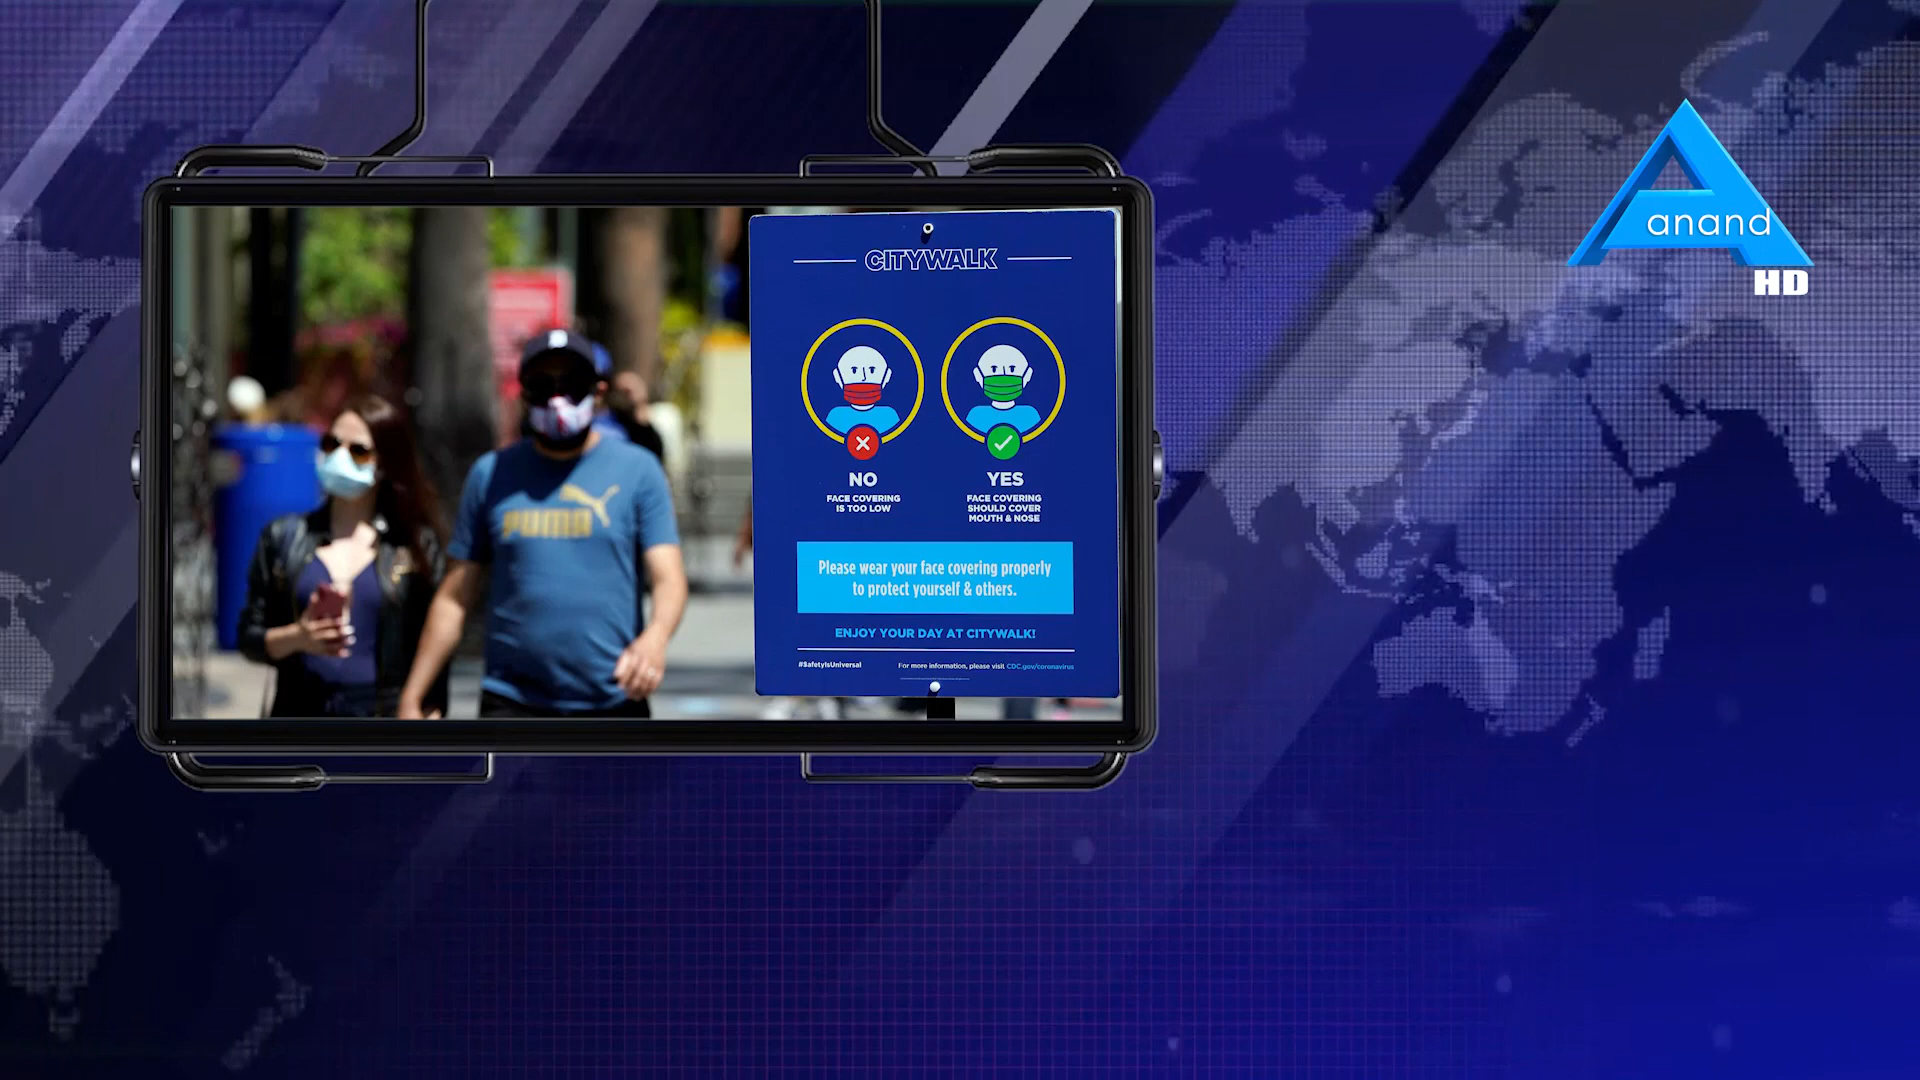 CITYWALK
NO
FACE COVERING
IS TOO LOW
YES
FACE COVERING
SHOULD COVER
MOUTH & NOSE
Please wear your face covering properly
to protect yourself & others.
ENJOY YOUR DAY AT CITYWALK!
#SafetyIsUniversal
For more information, please visit CDC.gov/coronavirus
PUMA
anand
HD